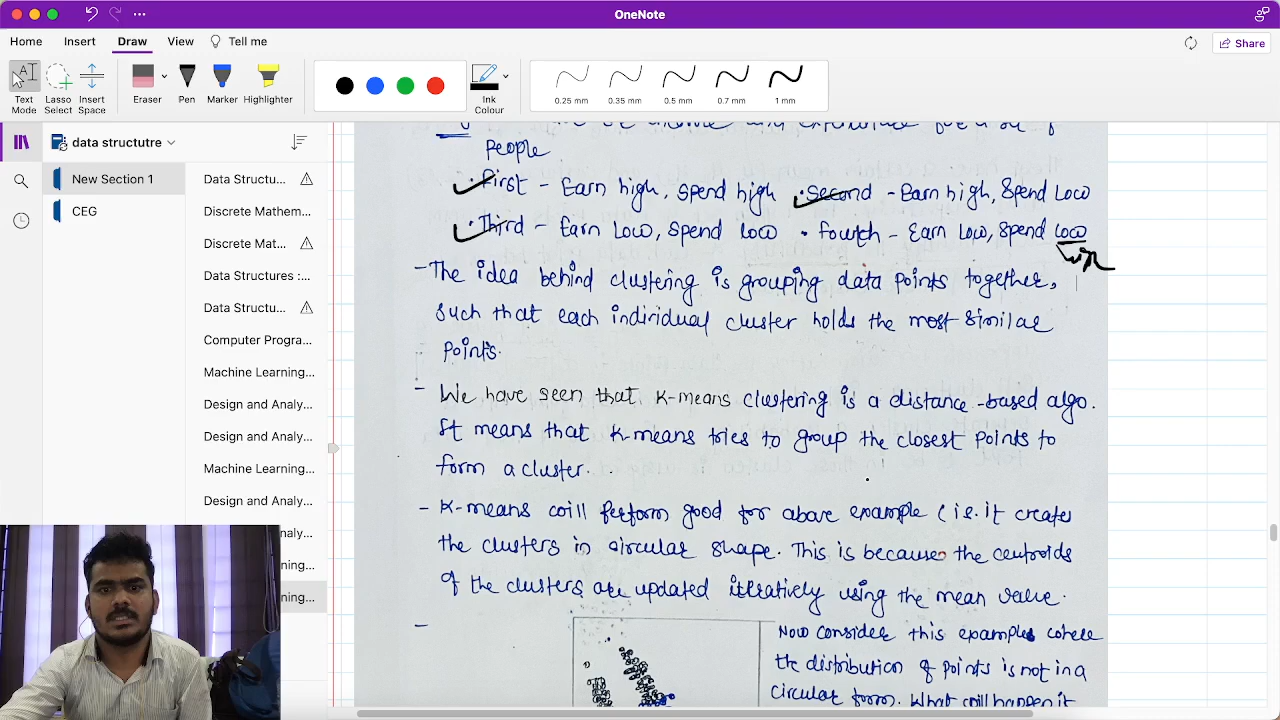 OneNote
Home Insert Draw View Tell me
Share
Text Mode
Lasso Select
Insert Space
Eraser
Pen
Marker
Highlighter
Ink Colour
0.25 mm
0.35 mm
0.5 mm
0.7 mm
1 mm
data structutre
New Section 1
CEG
Data Structu...
Discrete Mathem...
Discrete Mat...
Data Structures :...
Data Structu...
Computer Progra...
Machine Learning...
Design and Analy...
Design and Analy...
Machine Learning...
Design and Analy...
people
• First - Earn high, spend high • Second - Earn high, Spend Low
• Third - Earn Low, Spend low • fourth - Earn Low, Spend low
- The idea behind clustering is grouping data points together,
such that each individual cluster holds the most similar
points.
- We have seen that K-means clustering is a distance-based algo.
It means that K-means tries to group the closest points to
form a cluster.
- K-means will perform good for above example (i.e. it creates
the clusters in circular shape. This is because the centroids
of the clusters are updated iteratively using the mean value.
-
Now consider this examples where
the distribution of points is not in a
circular form. What will happen if